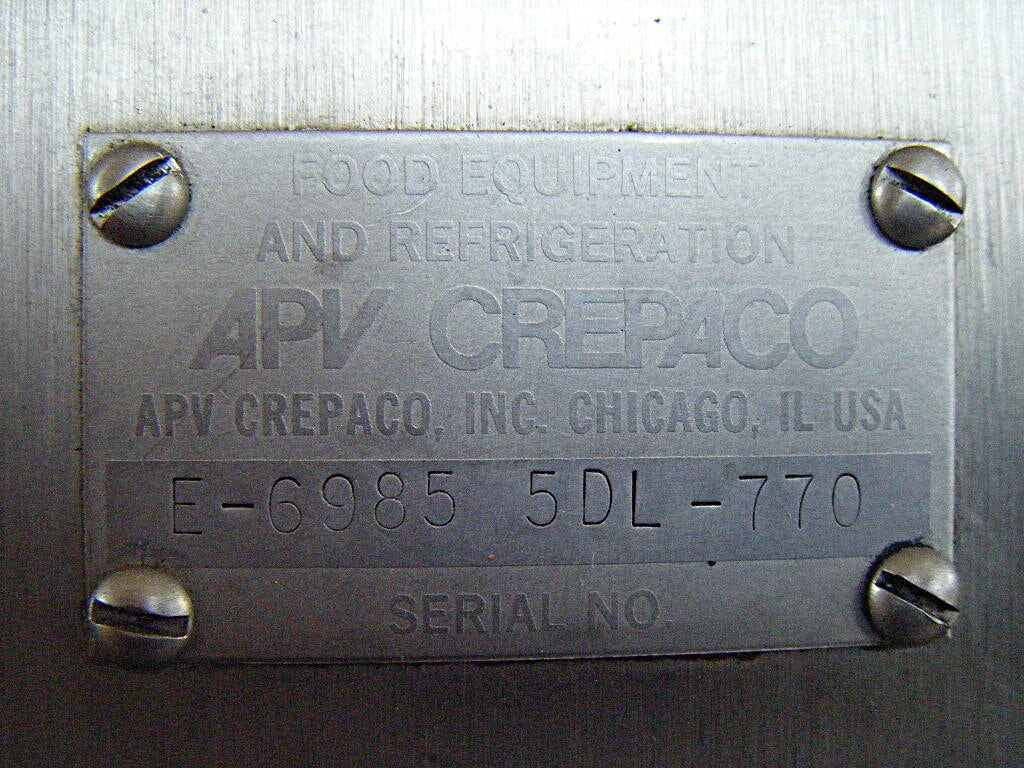 FOOD EQUIPMENT
AND REFRIGERATION
APV CREPACO
APV CREPACO, INC. CHICAGO, IL USA
E-6985 5DL-770
SERIAL NO.